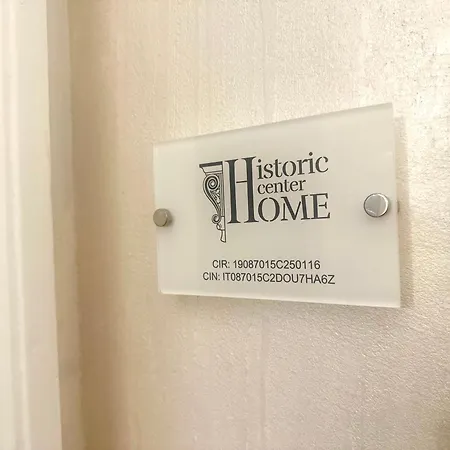 Historic
center
HOME
CIR: 19087015C250116
CIN: IT087015C2DOU7HA6Z